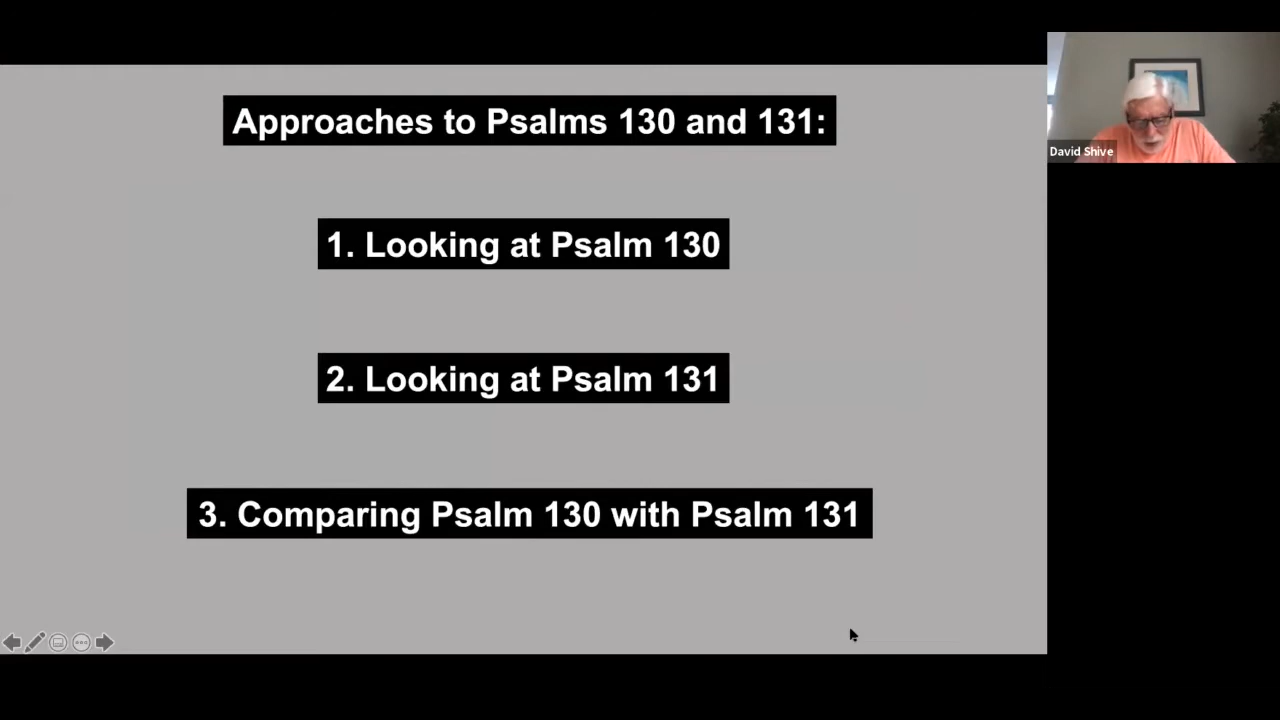 Approaches to Psalms 130 and 131:
David Shive
1. Looking at Psalm 130
2. Looking at Psalm 131
3. Comparing Psalm 130 with Psalm 131